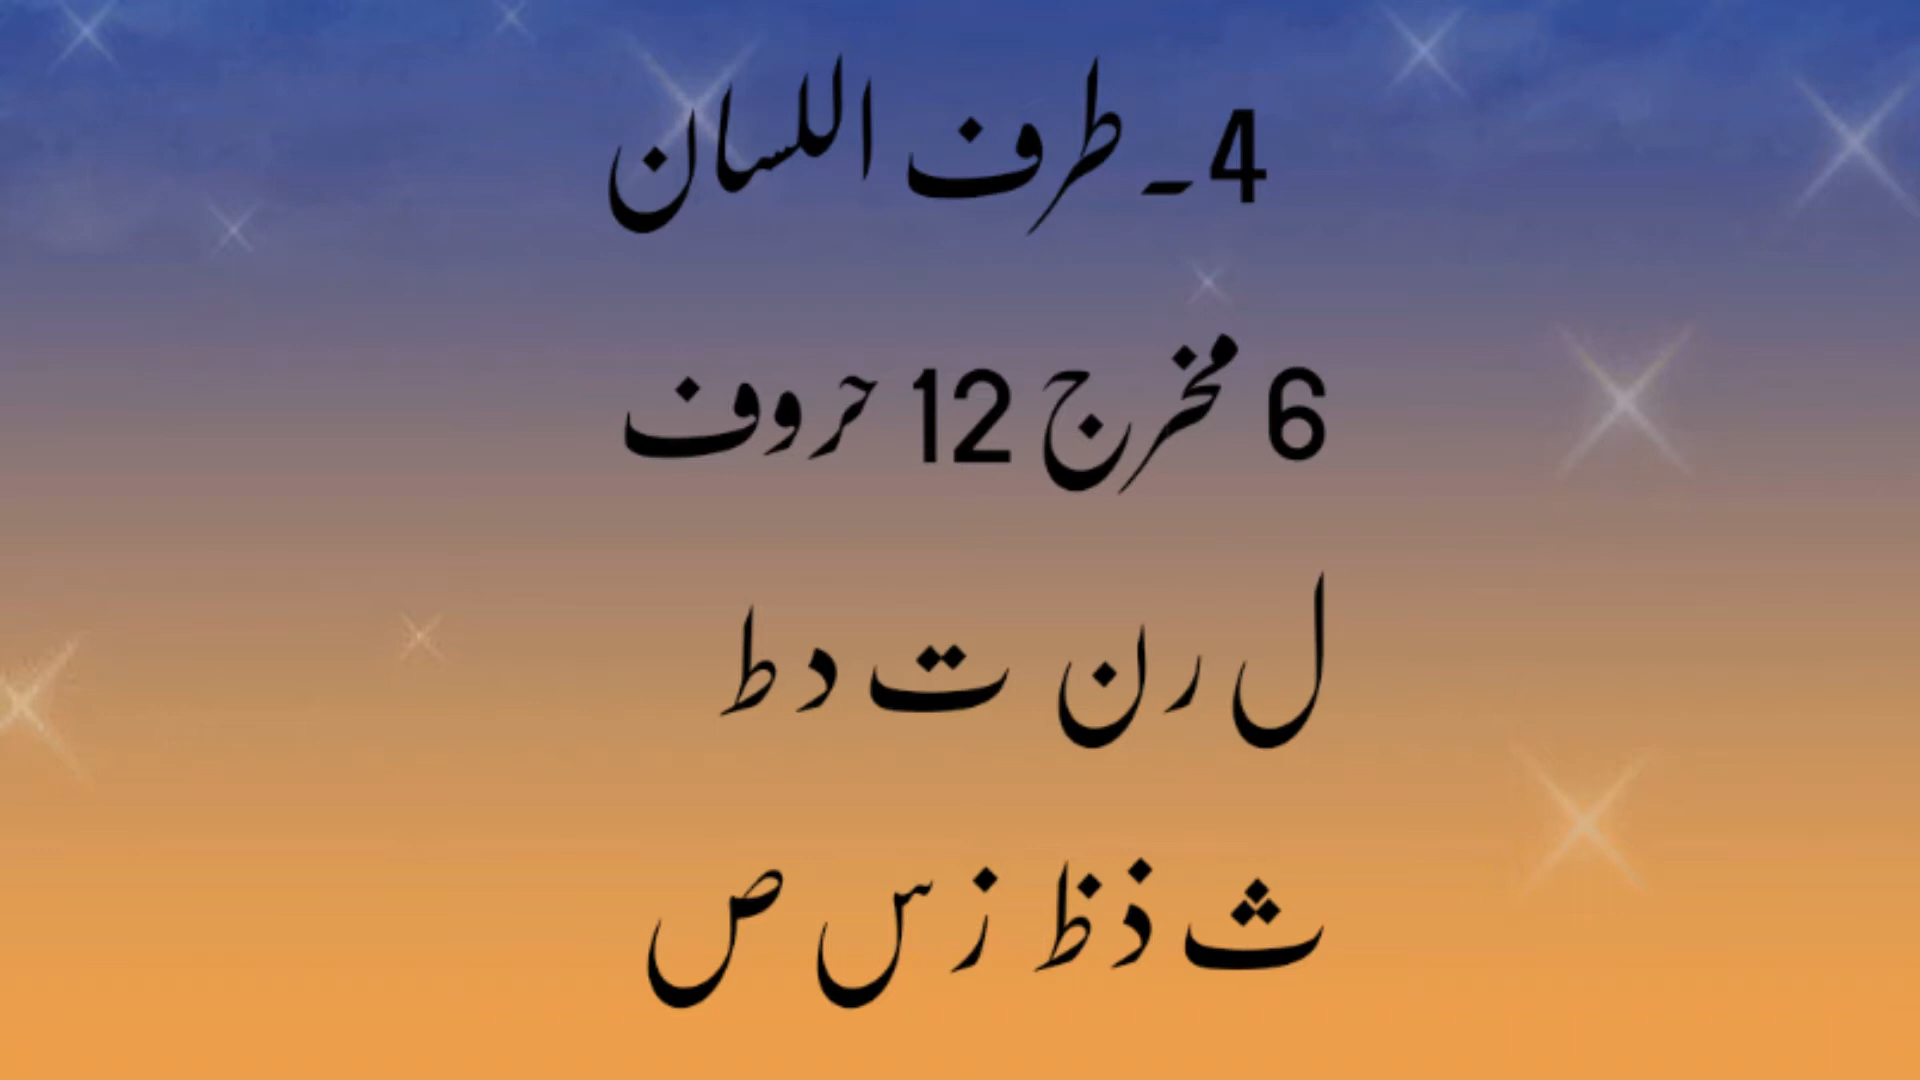 4۔ طرف اللسان
6 مخرج 12 حروف
ل ر ن ت د ط
ث ذ ظ ز س ص